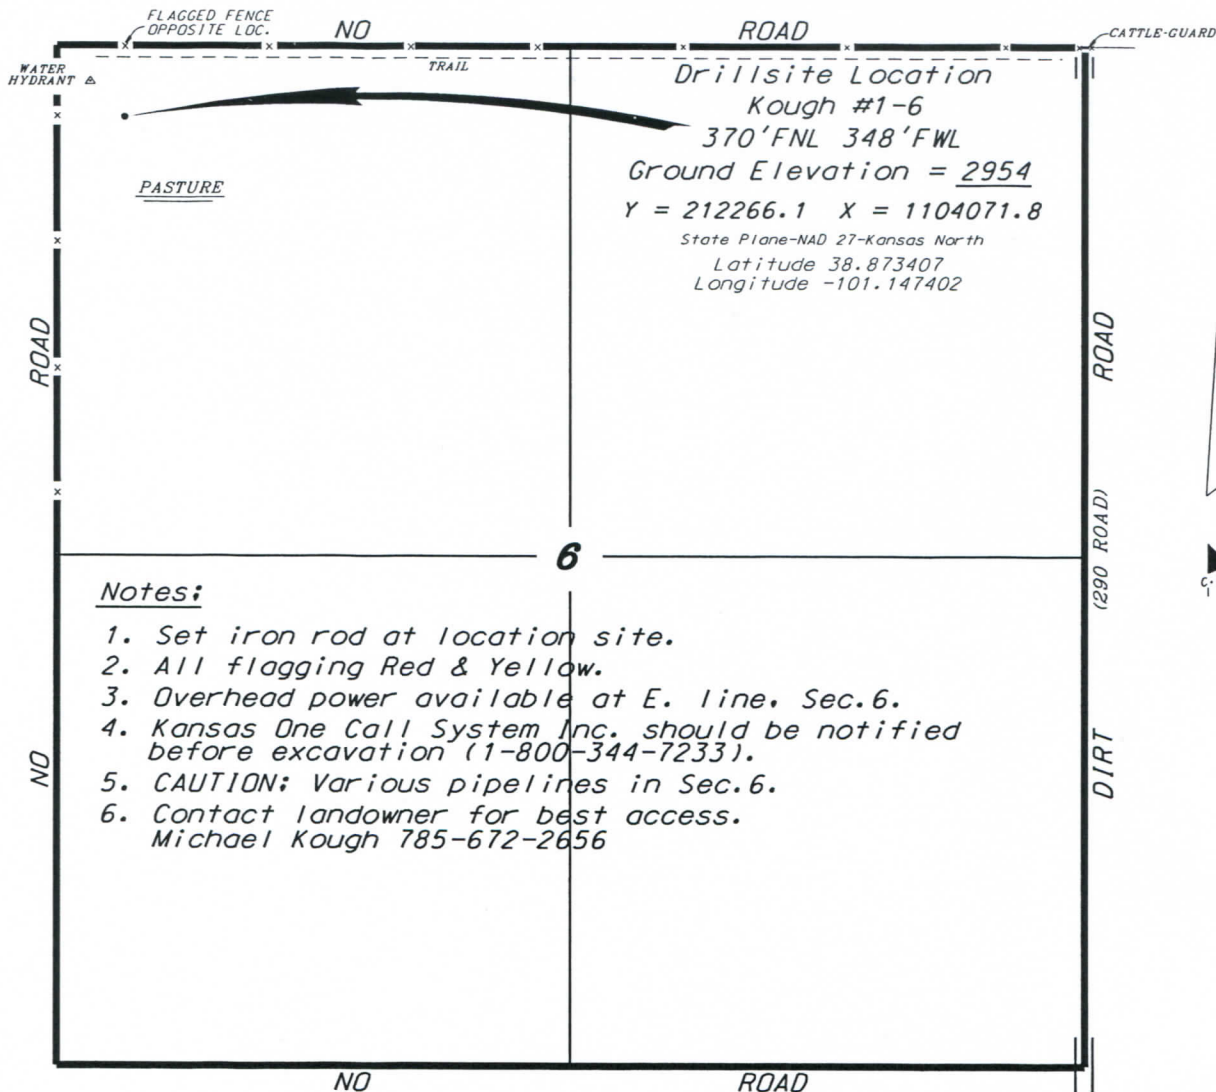 FLAGGED FENCE
OPPOSITE LOC.
NO ROAD
CATTLE-GUARD
WATER
HYDRANT
TRAIL
Drillsite Location
Kough #1-6
370'FNL 348'FWL
Ground Elevation = 2954
Y = 212266.1 X = 1104071.8
State Plane-NAD 27-Kansas North
Latitude 38.873407
Longitude -101.147402
PASTURE
ROAD
ROAD
(290 ROAD)
6
Notes:
1. Set iron rod at location site.
2. All flagging Red & Yellow.
3. Overhead power available at E. line, Sec.6.
4. Kansas One Call System Inc. should be notified
before excavation (1-800-344-7233).
5. CAUTION: Various pipelines in Sec.6.
6. Contact landowner for best access.
Michael Kough 785-672-2656
NO
DIRT
NO ROAD